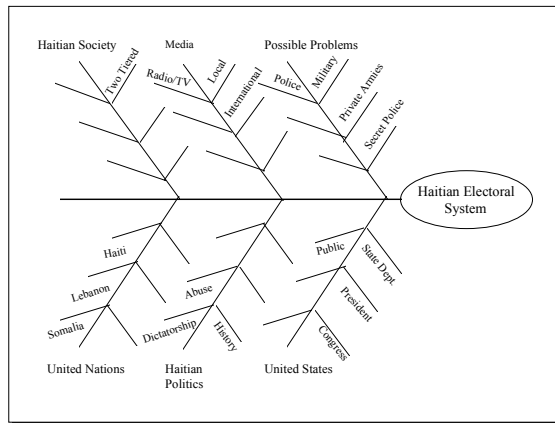 Haitian Society
Media
Possible Problems
Two Tiered
Radio/TV
Local
International
Police
Military
Private Armies
Secret Police
Haitian Electoral
System
Haiti
Lebanon
Somalia
Abuse
Dictatorship
History
Public
State Dept.
President
Congress
United Nations
Haitian
Politics
United States